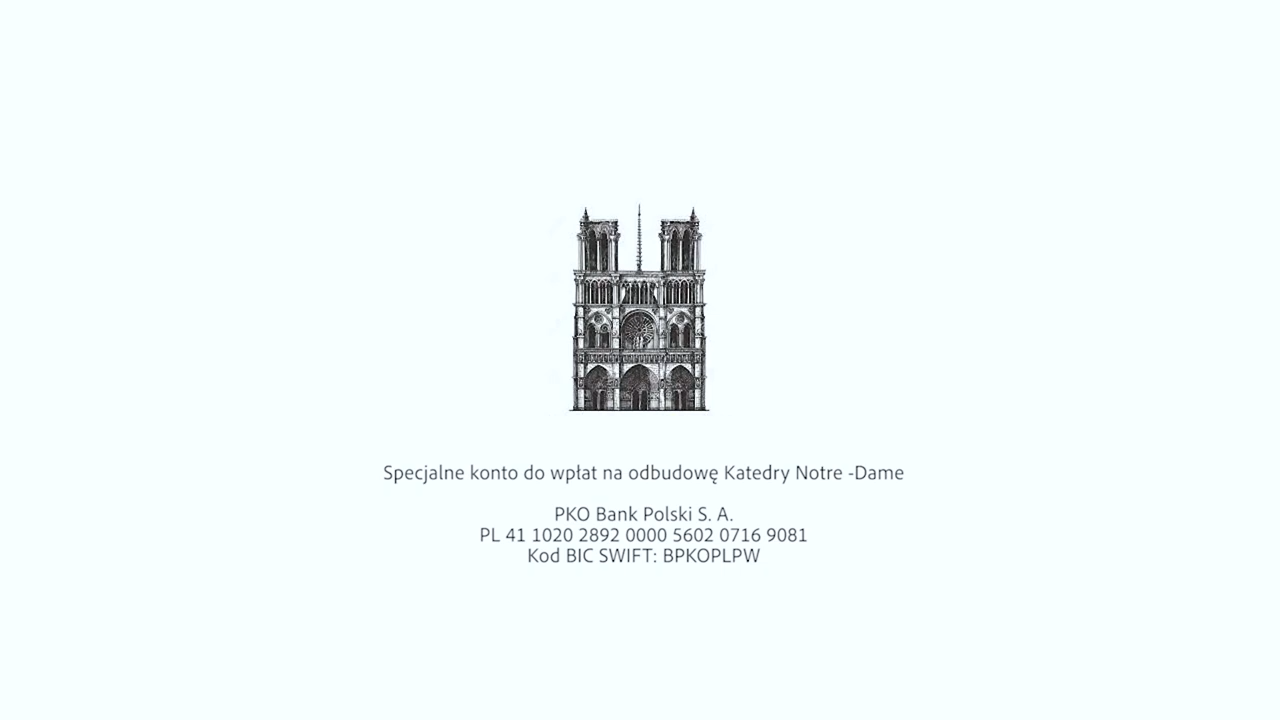 Specjalne konto do wpłat na odbudowę Katedry Notre -Dame
PKO Bank Polski S. A.
PL 41 1020 2892 0000 5602 0716 9081
Kod BIC SWIFT: BPKOPLPW